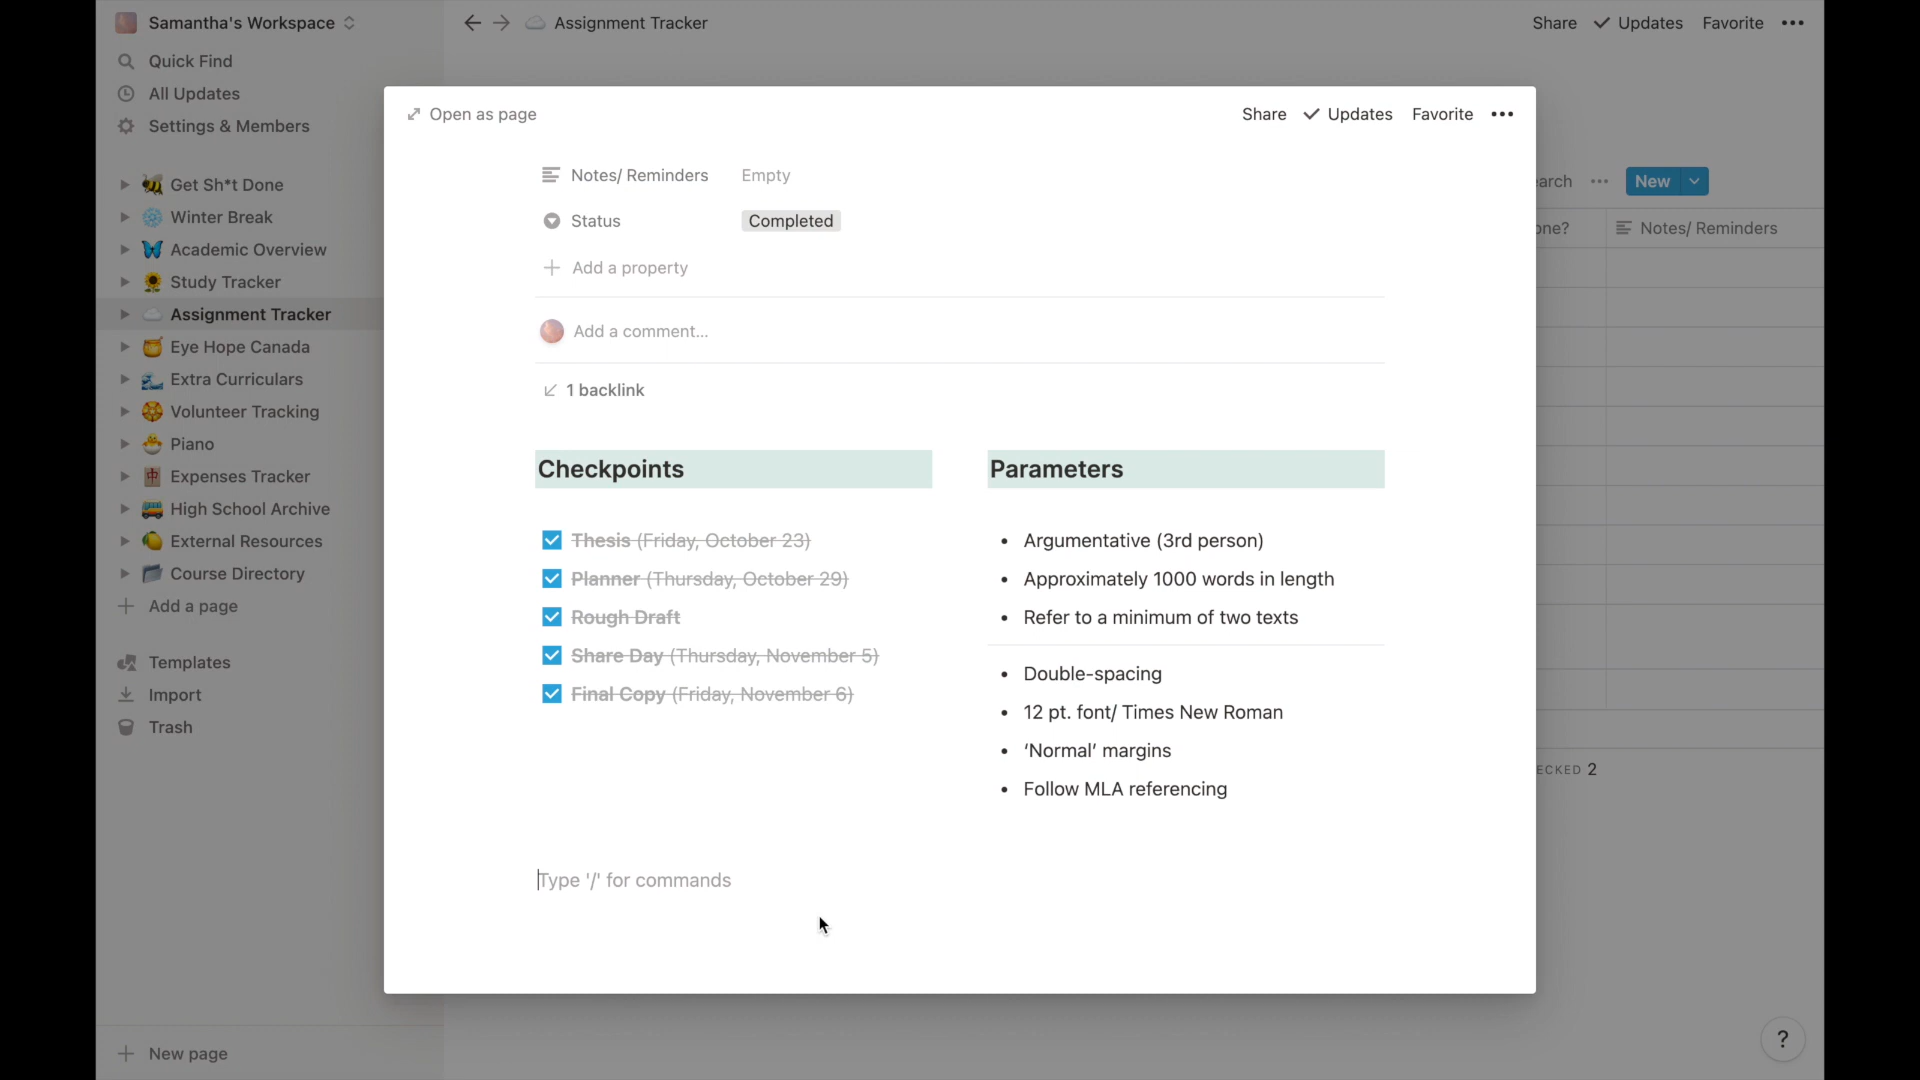 Samantha's Workspace
Quick Find
All Updates
Settings & Members
Get Sh*t Done
Winter Break
Academic Overview
Study Tracker
Assignment Tracker
Eye Hope Canada
Extra Curriculars
Volunteer Tracking
Piano
Expenses Tracker
High School Archive
External Resources
Course Directory
Add a page
Templates
Import
Trash
New page
Assignment Tracker
Share Updates Favorite
Open as page
Share Updates Favorite
Notes/ Reminders Empty
Status Completed
Add a property
Add a comment...
1 backlink
Checkpoints
Thesis (Friday, October 23)
Planner (Thursday, October 29)
Rough Draft
Share Day (Thursday, November 5)
Final Copy (Friday, November 6)
Parameters
Argumentative (3rd person)
Approximately 1000 words in length
Refer to a minimum of two texts
Double-spacing
12 pt. font/ Times New Roman
‘Normal’ margins
Follow MLA referencing
Type '/' for commands
earch New
one? Notes/ Reminders
ECKED 2
?